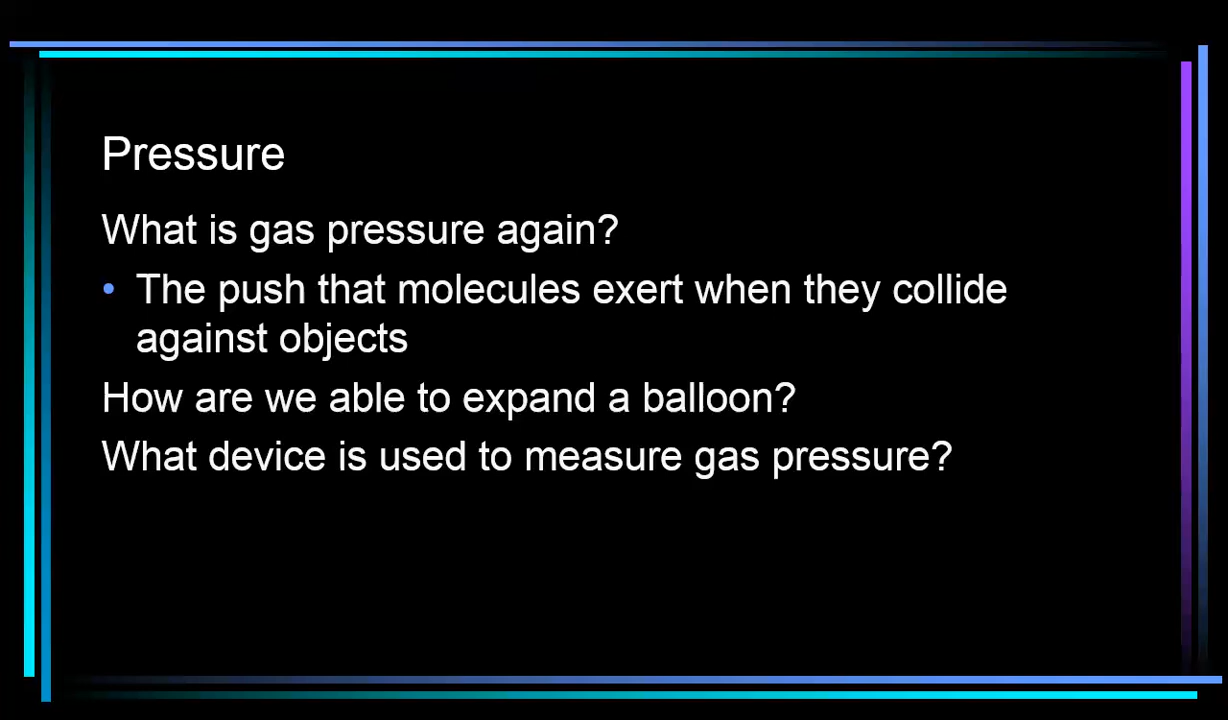 Pressure
What is gas pressure again?
• The push that molecules exert when they collide
against objects
How are we able to expand a balloon?
What device is used to measure gas pressure?